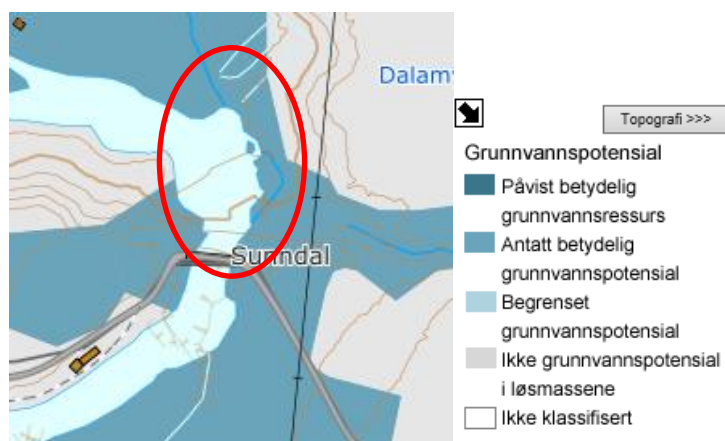 Dalam
Sunndal
Topografi >>>
Grunnvannspotensial
Påvist betydelig
grunnvannsressurs
Antatt betydelig
grunnvannspotensial
Begrenset
grunnvannspotensial
Ikke grunnvannspotensial
i løsmassene
Ikke klassifisert